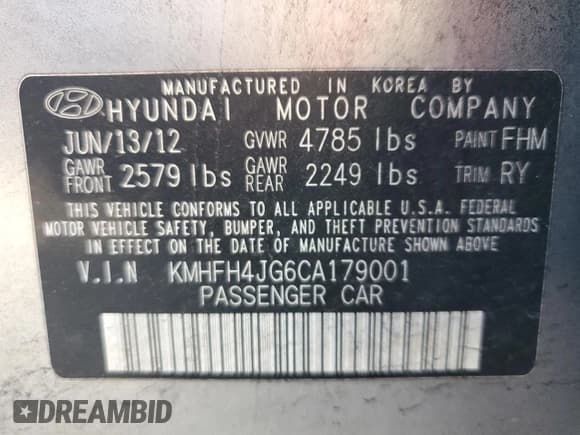 MANUFACTURED IN KOREA BY
HYUNDAI MOTOR COMPANY
JUN/13/12 GVWR 4785 lbs PAINT FHM
GAWR FRONT 2579 lbs GAWR REAR 2249 lbs TRIM RY
THIS VEHICLE CONFORMS TO ALL APPLICABLE U.S.A. FEDERAL
MOTOR VEHICLE SAFETY, BUMPER, AND THEFT PREVENTION STANDARDS
IN EFFECT ON THE DATE OF MANUFACTURE SHOWN ABOVE.
V.I.N KMHFH4JG6CA179001
PASSENGER CAR
DREAMBID